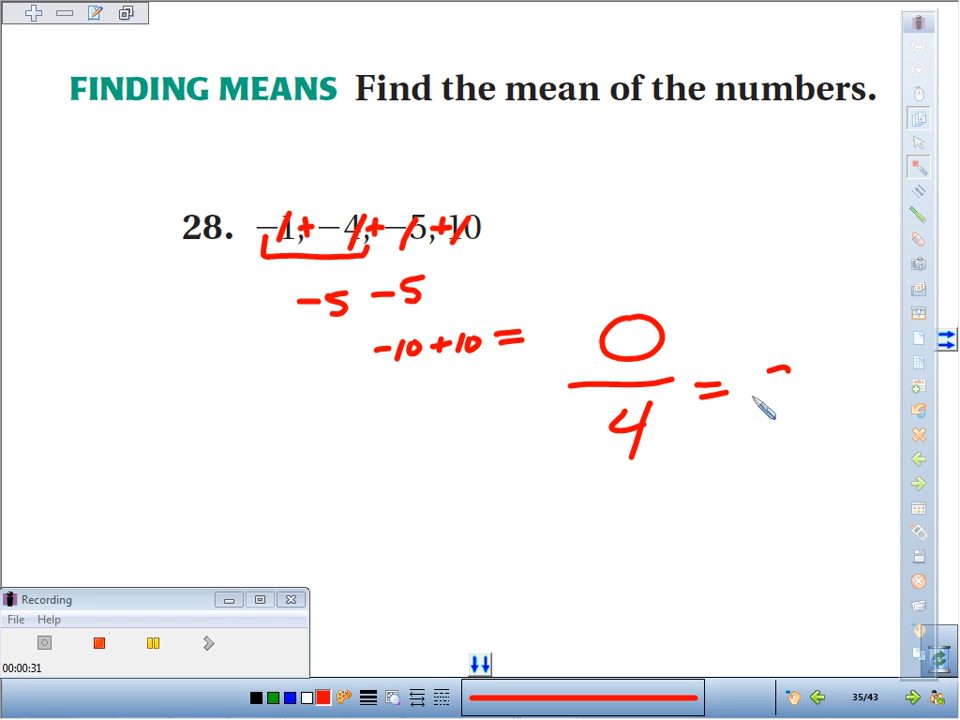 FINDING MEANS Find the mean of the numbers.
28. −1, + −4, + −5, + 10
−5 −5
−10 + 10 =
0
4
=
Recording
File Help
00:00:31
35/43